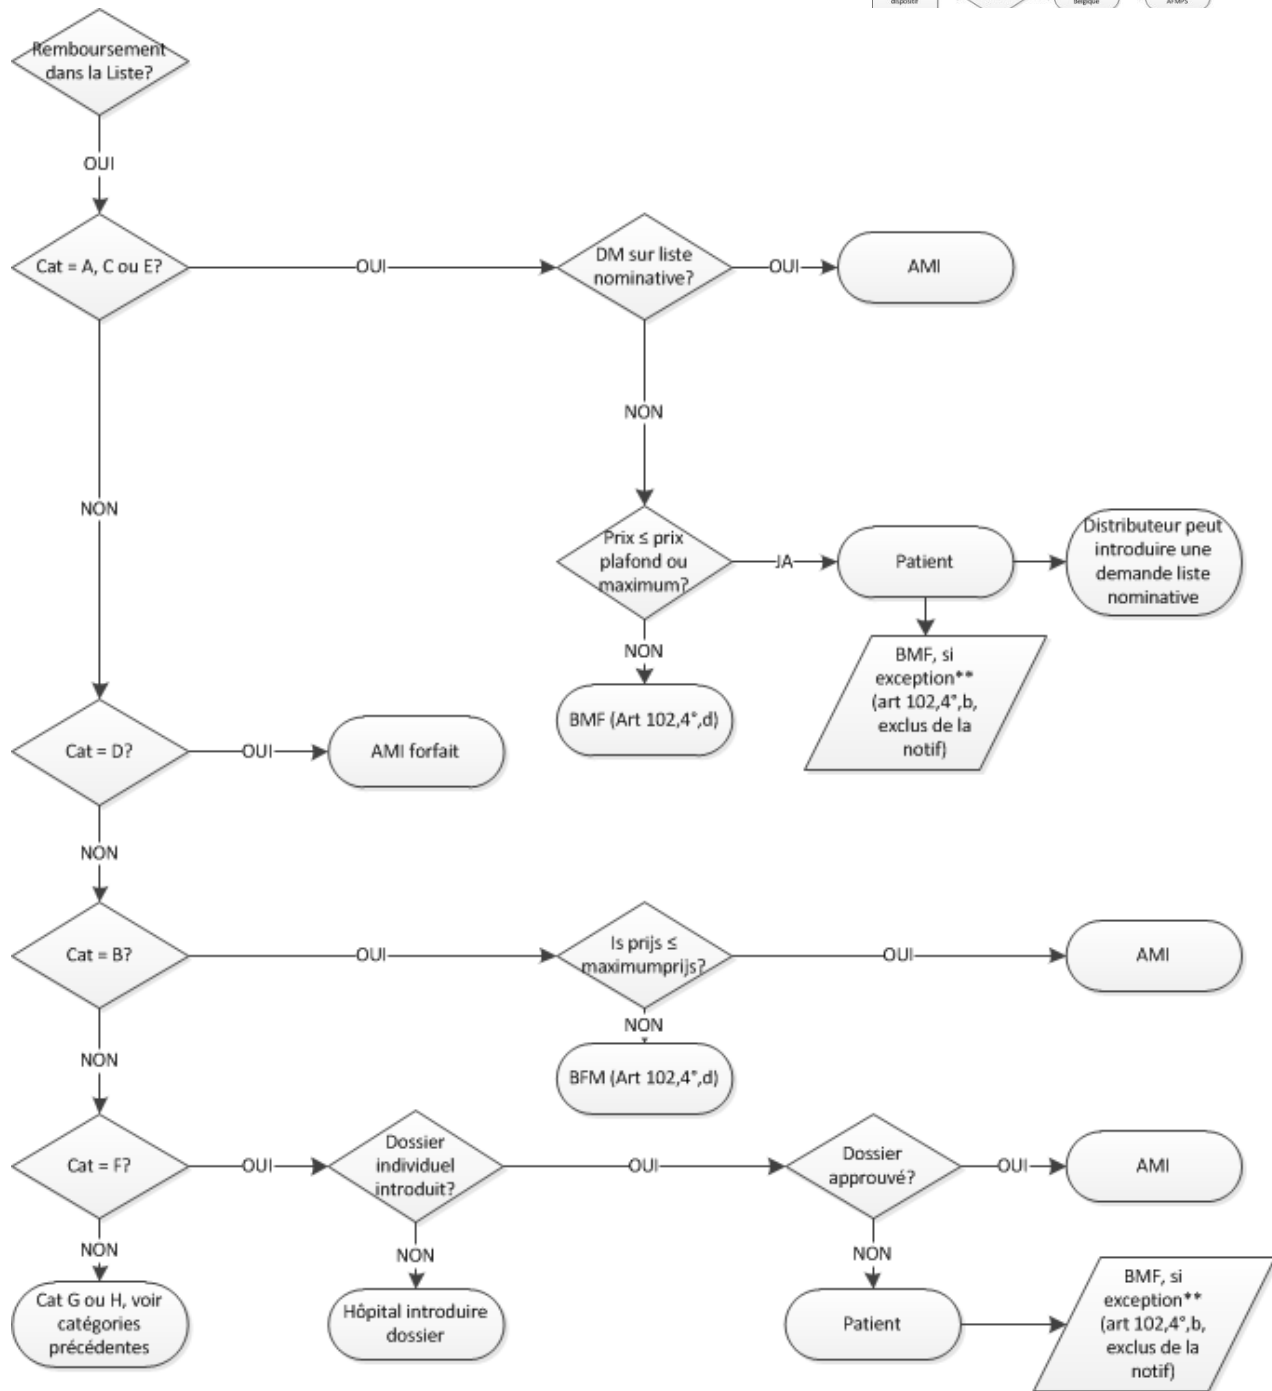 dispositif
belgique
AFMPS
Remboursement
dans la Liste?
OUI
Cat = A, C ou E?
OUI
DM sur liste
nominative?
OUI
AMI
NON
NON
Prix ≤ prix
plafond ou
maximum?
JA
Patient
Distributeur peut
introduire une
demande liste
nominative
NON
BMF (Art 102,4°,d)
BMF, si
exception**
(art 102,4°,b,
exclus de la
notif)
Cat = D?
OUI
AMI forfait
NON
Cat = B?
OUI
Is prijs ≤
maximumprijs?
OUI
AMI
NON
BFM (Art 102,4°,d)
NON
Cat = F?
OUI
Dossier
individuel
introduit?
OUI
Dossier
approuvé?
OUI
AMI
NON
Cat G ou H, voir
catégories
précédentes
NON
Hôpital introduire
dossier
NON
Patient
BMF, si
exception**
(art 102,4°,b,
exclus de la
notif)